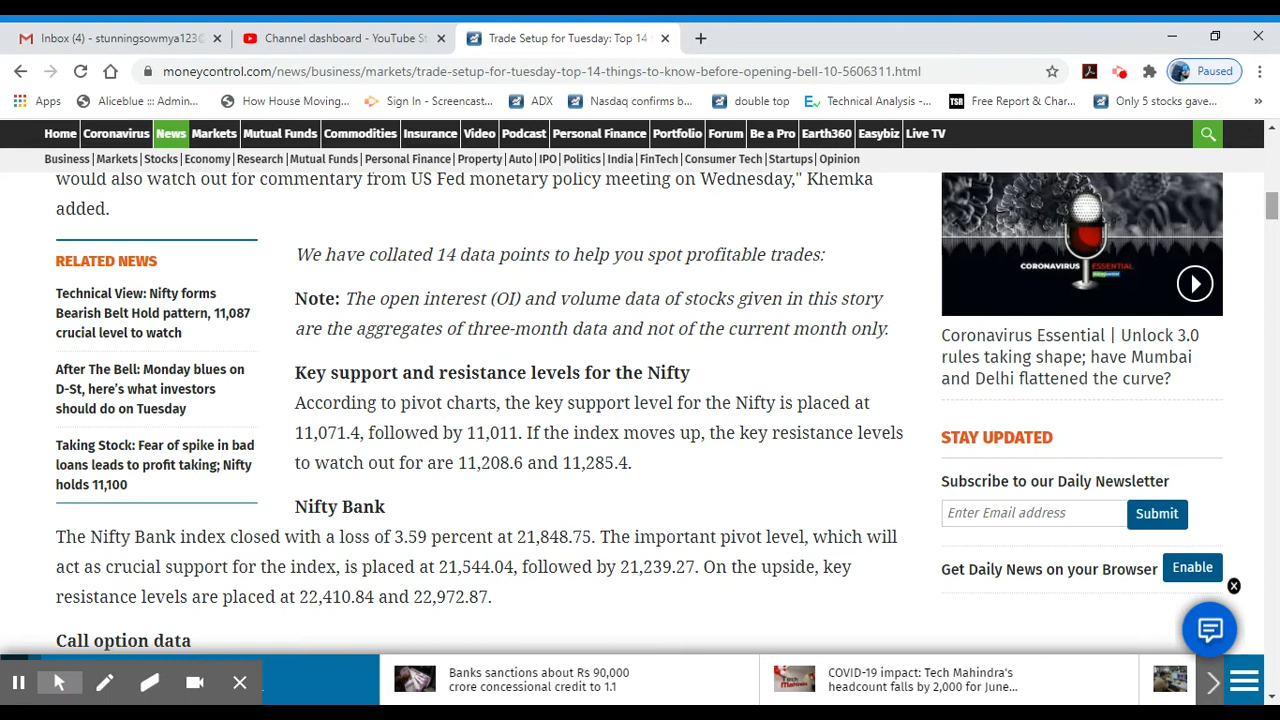 Inbox (4) - stunningsowmya123@
Channel dashboard - YouTube St
Trade Setup for Tuesday: Top 14
moneycontrol.com/news/business/markets/trade-setup-for-tuesday-top-14-things-to-know-before-opening-bell-10-5606311.html
Paused
Apps
Aliceblue ::: Admin...
How House Moving...
Sign In - Screencast...
ADX
Nasdaq confirms b...
double top
Technical Analysis -...
TSR
Free Report & Char...
Only 5 stocks gave...
»
Home Coronavirus News Markets Mutual Funds Commodities Insurance Video Podcast Personal Finance Portfolio Forum Be a Pro Earth360 Easybiz Live TV
Business | Markets | Stocks | Economy | Research | Mutual Funds | Personal Finance | Property | Auto | IPO | Politics | India | FinTech | Consumer Tech | Startups | Opinion
would also watch out for commentary from US Fed monetary policy meeting on Wednesday," Khemka
added.
RELATED NEWS
Technical View: Nifty forms
Bearish Belt Hold pattern, 11,087
crucial level to watch
After The Bell: Monday blues on
D-St, here's what investors
should do on Tuesday
Taking Stock: Fear of spike in bad
loans leads to profit taking; Nifty
holds 11,100
We have collated 14 data points to help you spot profitable trades:
Note: The open interest (OI) and volume data of stocks given in this story
are the aggregates of three-month data and not of the current month only.
Key support and resistance levels for the Nifty
According to pivot charts, the key support level for the Nifty is placed at
11,071.4, followed by 11,011. If the index moves up, the key resistance levels
to watch out for are 11,208.6 and 11,285.4.
Nifty Bank
The Nifty Bank index closed with a loss of 3.59 percent at 21,848.75. The important pivot level, which will
act as crucial support for the index, is placed at 21,544.04, followed by 21,239.27. On the upside, key
resistance levels are placed at 22,410.84 and 22,972.87.
Call option data
CORONAVIRUS ESSENTIAL
Coronavirus Essential | Unlock 3.0
rules taking shape; have Mumbai
and Delhi flattened the curve?
STAY UPDATED
Subscribe to our Daily Newsletter
Enter Email address
Submit
Get Daily News on your Browser
Enable
Banks sanctions about Rs 90,000
crore concessional credit to 1.1
COVID-19 impact: Tech Mahindra's
headcount falls by 2,000 for June...